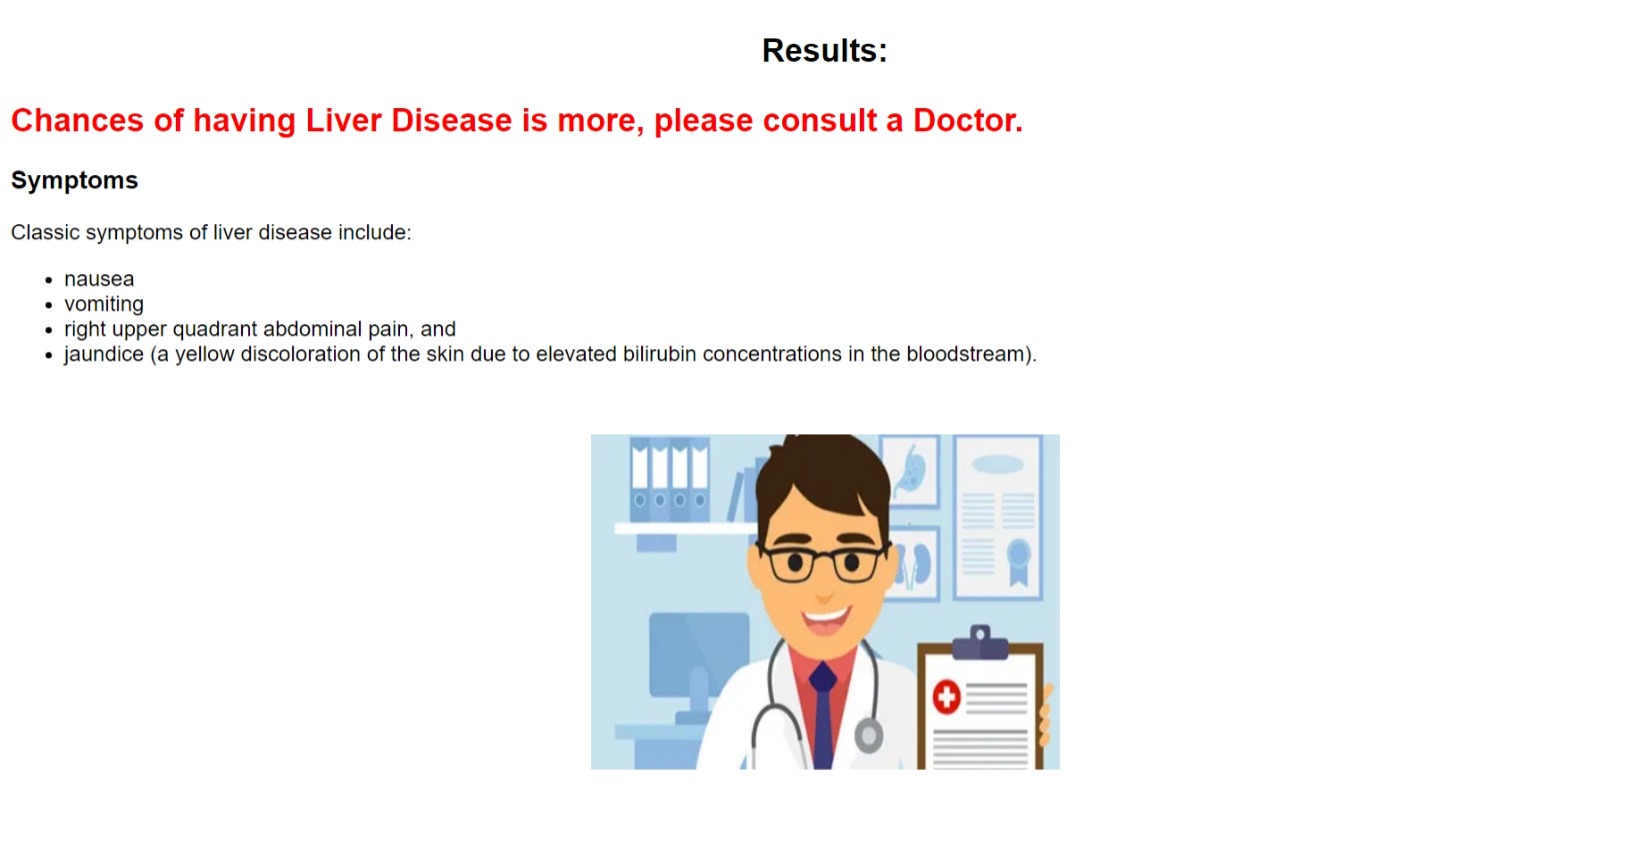 Results:
Chances of having Liver Disease is more, please consult a Doctor.
Symptoms
Classic symptoms of liver disease include:
nausea
vomiting
right upper quadrant abdominal pain, and
jaundice (a yellow discoloration of the skin due to elevated bilirubin concentrations in the bloodstream).